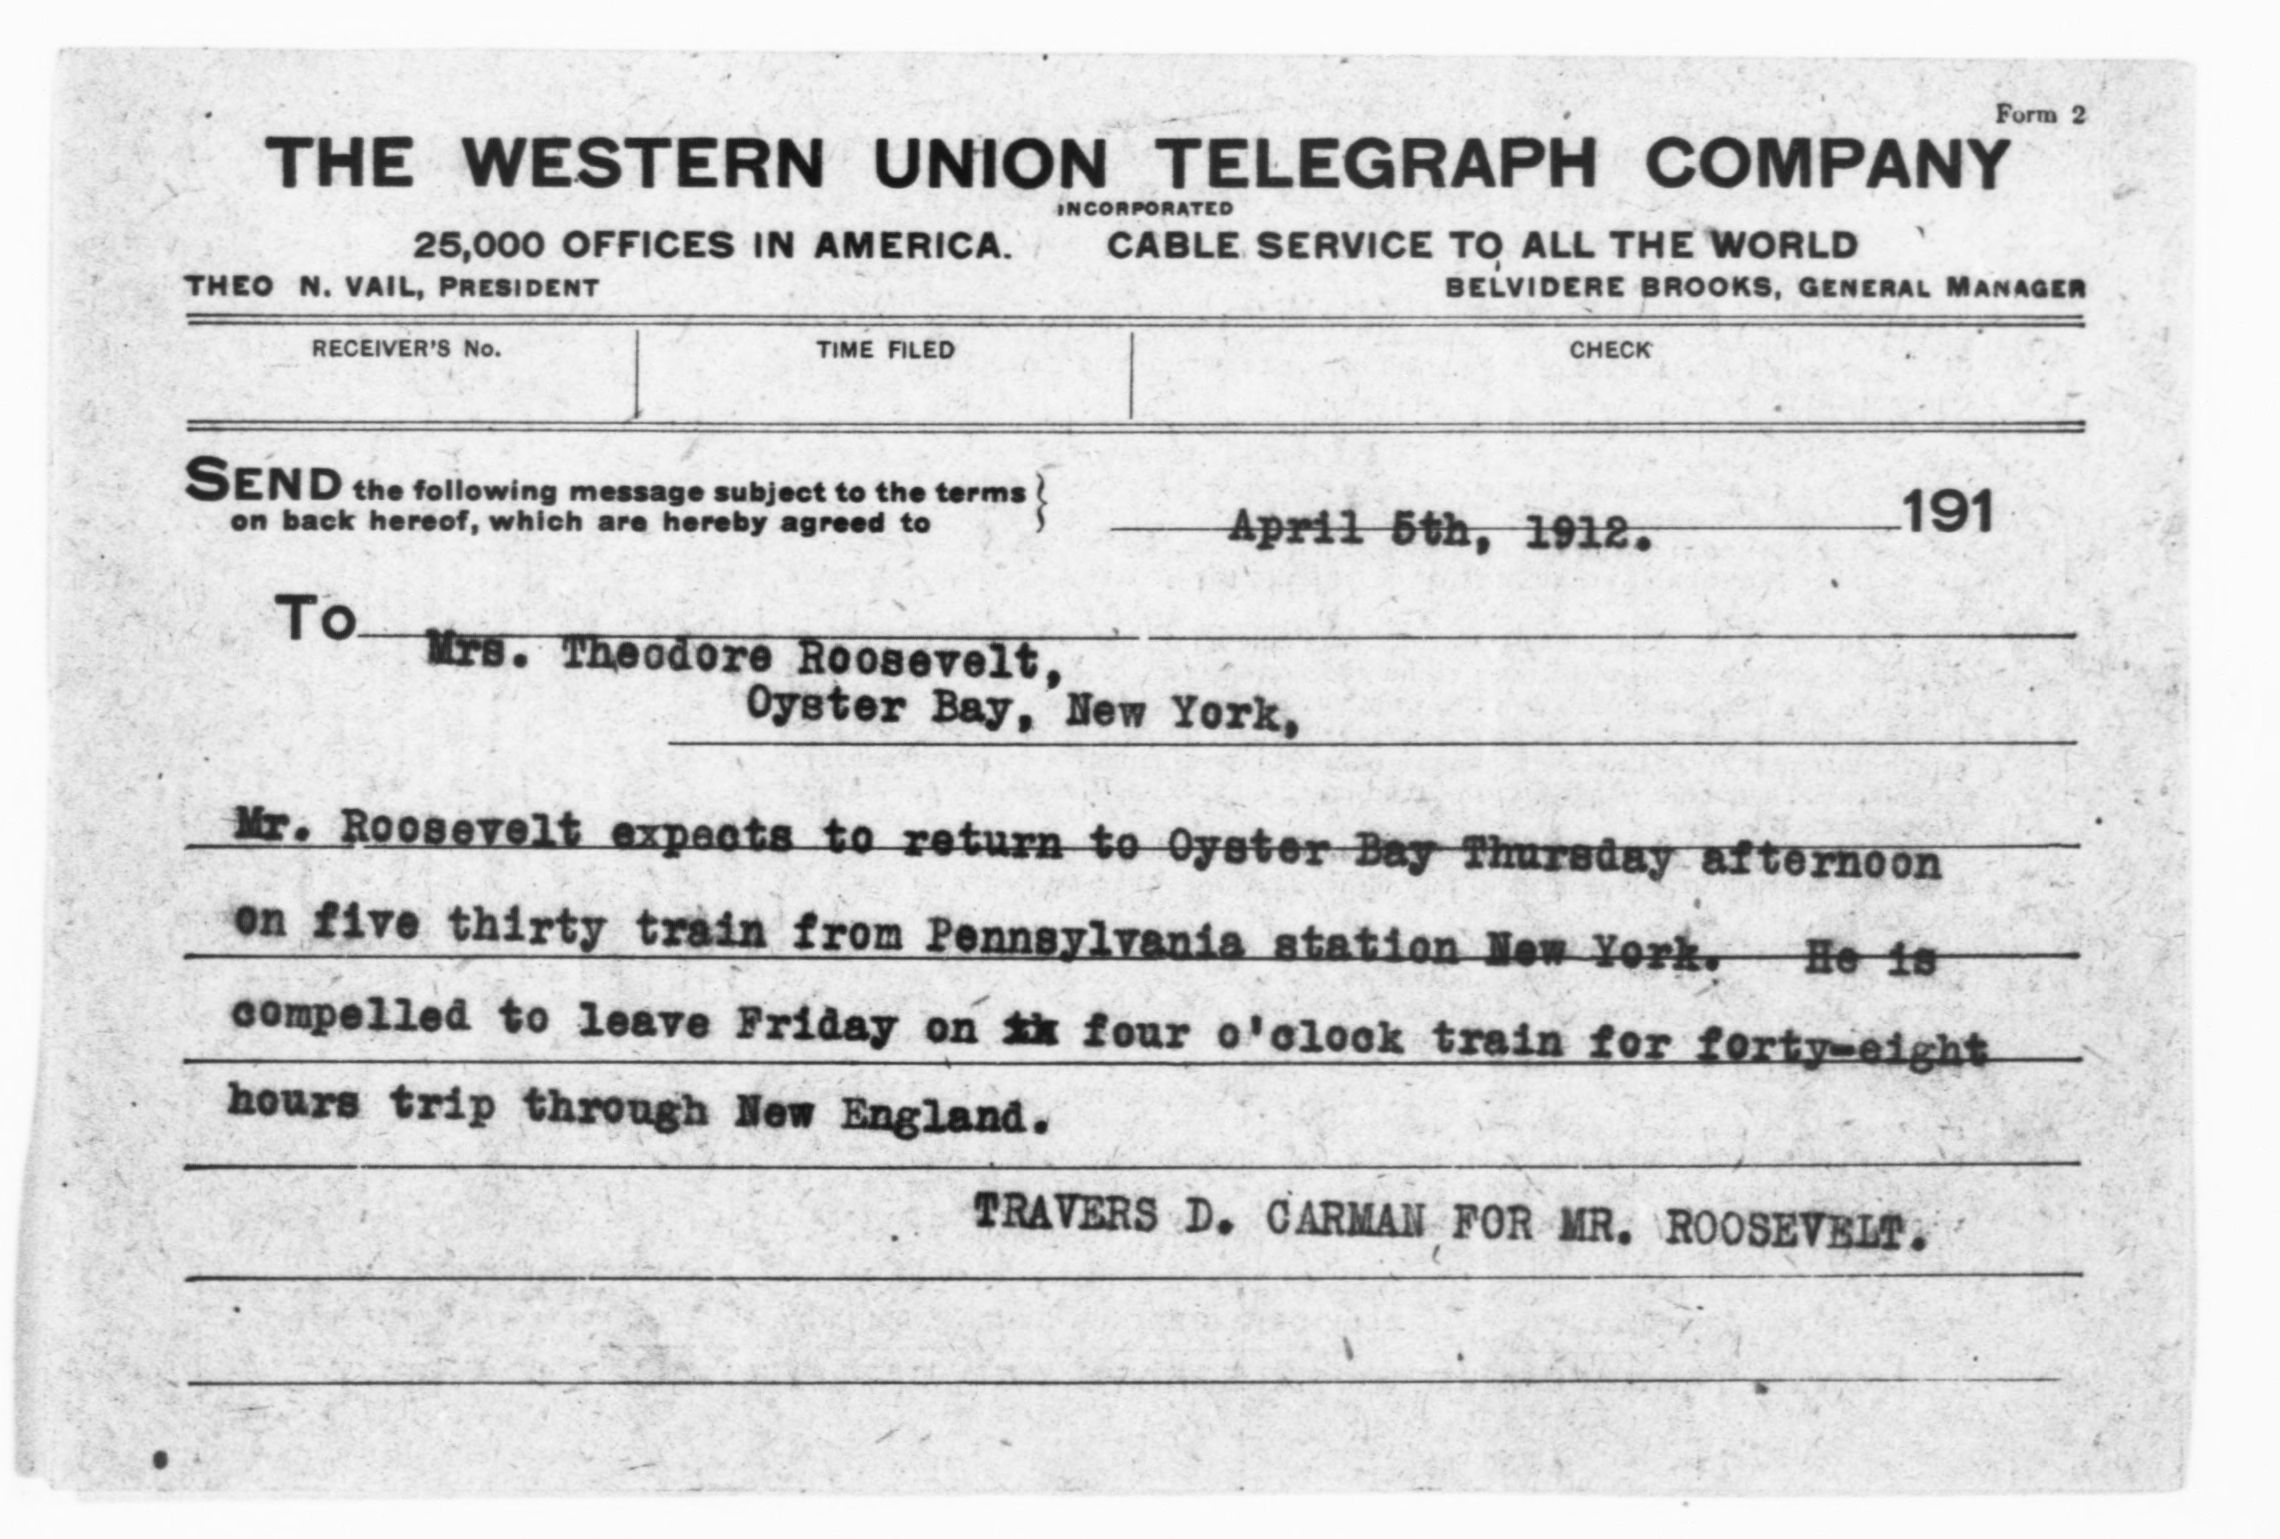 Form 2
THE WESTERN UNION TELEGRAPH COMPANY
INCORPORATED
25,000 OFFICES IN AMERICA. CABLE SERVICE TO ALL THE WORLD
THEO N. VAIL, PRESIDENT BELVIDERE BROOKS, GENERAL MANAGER
RECEIVER'S No. TIME FILED CHECK
SEND the following message subject to the terms
on back hereof, which are hereby agreed to
April 5th, 1912. 191
To Mrs. Theodore Roosevelt,
Oyster Bay, New York,
Mr. Roosevelt expects to return to Oyster Bay Thursday afternoon
on five thirty train from Pennsylvania station New York. He is
compelled to leave Friday on four o'clock train for forty-eight
hours trip through New England.
TRAVERS D. CARMAN FOR MR. ROOSEVELT.